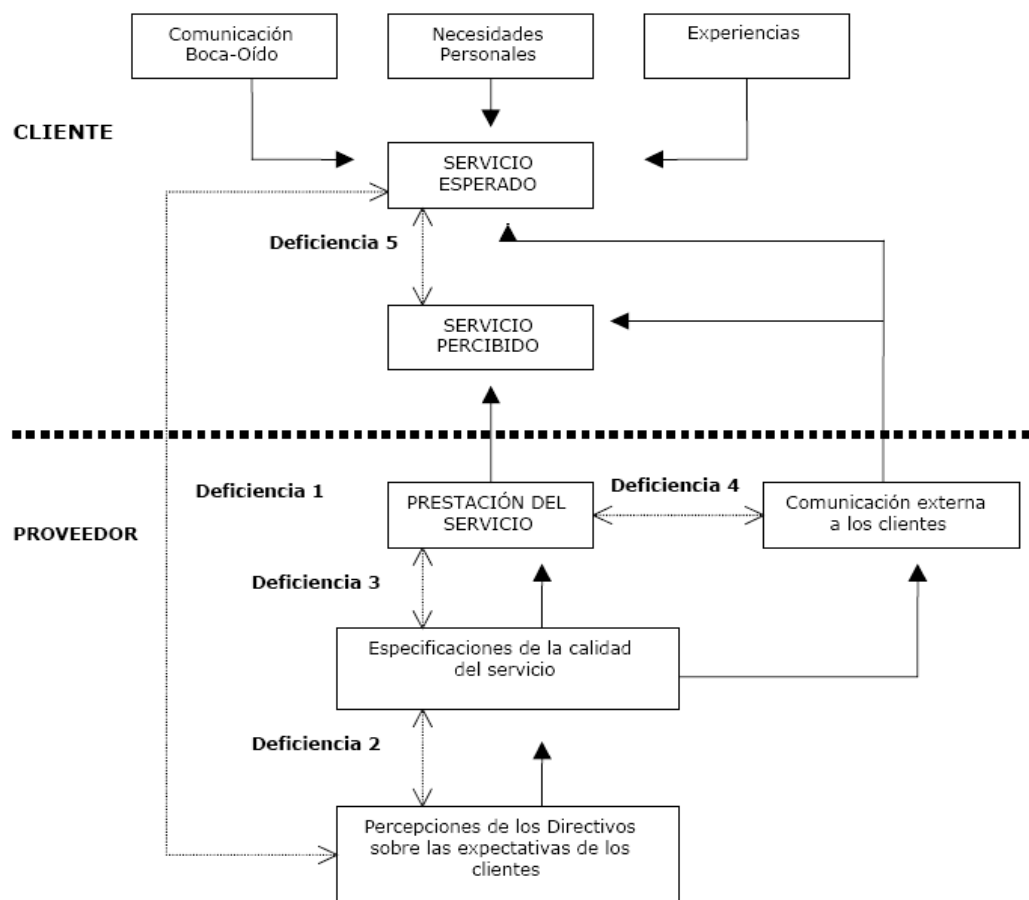 Comunicación
Boca-Oído
Necesidades
Personales
Experiencias
CLIENTE
SERVICIO
ESPERADO
Deficiencia 5
SERVICIO
PERCIBIDO
Deficiencia 1
PRESTACIÓN DEL
SERVICIO
Deficiencia 4
Comunicación externa
a los clientes
PROVEEDOR
Deficiencia 3
Especificaciones de la calidad
del servicio
Deficiencia 2
Percepciones de los Directivos
sobre las expectativas de los
clientes